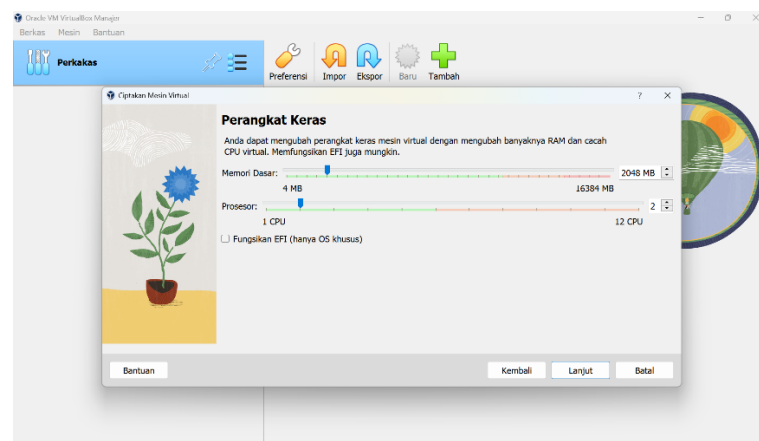 Oracle VM VirtualBox Manajer
Berkas Mesin Bantuan
Perkakas
Preferensi Impor Ekspor Baru Tambah
Ciptakan Mesin Virtual
Perangkat Keras
Anda dapat mengubah perangkat keras mesin virtual dengan mengubah banyaknya RAM dan cacah
CPU virtual. Memfungsikan EFI juga mungkin.
Memori Dasar: 2048 MB
4 MB 16384 MB
Prosesor: 2
1 CPU 12 CPU
Fungsikan EFI (hanya OS khusus)
Bantuan Kembali Lanjut Batal